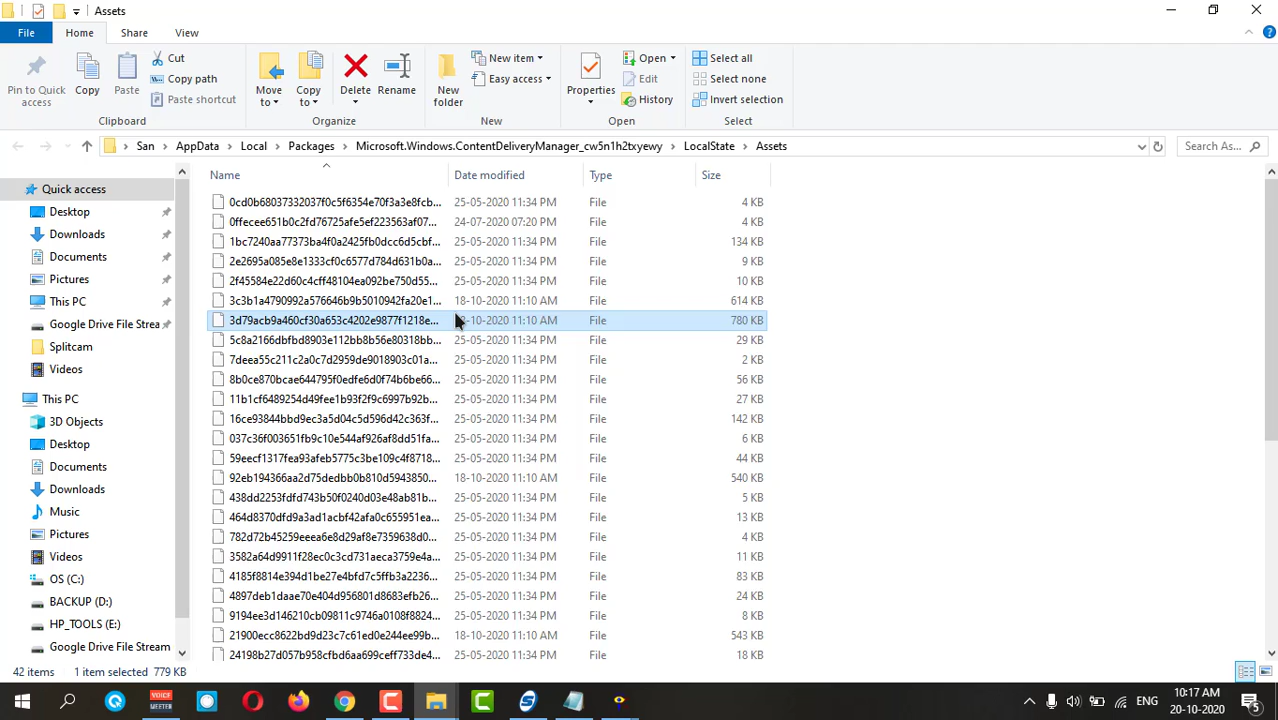 Assets
File Home Share View
Pin to Quick access
Copy
Paste
Cut
Copy path
Paste shortcut
Clipboard
Move to
Copy to
Delete
Rename
Organize
New folder
New item
Easy access
New
Properties
Open
Edit
History
Open
Select all
Select none
Invert selection
Select
San > AppData > Local > Packages > Microsoft.Windows.ContentDeliveryManager_cw5n1h2txyewy > LocalState > Assets
Search As...
Quick access
Desktop
Downloads
Documents
Pictures
This PC
Google Drive File Strea
Splitcam
Videos
This PC
3D Objects
Desktop
Documents
Downloads
Music
Pictures
Videos
OS (C:)
BACKUP (D:)
HP_TOOLS (E:)
Google Drive File Stream
Name Date modified Type Size
0cd0b68037332037f0c5f6354e70f3a3e8fcb... 25-05-2020 11:34 PM File 4 KB
0ffecee651b0c2fd76725afe5ef223563af07... 24-07-2020 07:20 PM File 4 KB
1bc7240aa77373ba4f0a2425fb0dcc6d5cbf... 25-05-2020 11:34 PM File 134 KB
2e2695a085e8e1333cf0c6577d784d631b0a... 25-05-2020 11:34 PM File 9 KB
2f45584e22d60c4cff48104ea092be750d55... 25-05-2020 11:34 PM File 10 KB
3c3b1a4790992a576646b9b5010942fa20e1... 18-10-2020 11:10 AM File 614 KB
3d79acb9a460cf30a653c4202e9877f1218e... -10-2020 11:10 AM File 780 KB
5c8a2166dbfbd8903e112bb8b56e80318bb... 25-05-2020 11:34 PM File 29 KB
7deea55c211c2a0c7d2959de9018903c01a... 25-05-2020 11:34 PM File 2 KB
8b0ce870bcae644795f0edfe6d0f74b6be66... 25-05-2020 11:34 PM File 56 KB
11b1cf6489254d49fee1b93f2f9c6997b92b... 25-05-2020 11:34 PM File 27 KB
16ce93844bbd9ec3a5d04c5d596d42c363f... 25-05-2020 11:34 PM File 142 KB
037c36f003651fb9c10e544af926af8dd51fa... 25-05-2020 11:34 PM File 6 KB
59eecf1317fea93afeb5775c3be109c4f8718... 25-05-2020 11:34 PM File 44 KB
92eb194366aa2d75dedbb0b810d5943850... 18-10-2020 11:10 AM File 540 KB
438dd2253fdfd743b50f0240d03e48ab81b... 25-05-2020 11:34 PM File 5 KB
464d8370dfd9a3ad1acbf42afa0c655951ea... 25-05-2020 11:34 PM File 13 KB
782d72b45259eeea6e8d29af8e7359638d0... 25-05-2020 11:34 PM File 4 KB
3582a64d9911f28ec0c3cd731aeca3759e4a... 25-05-2020 11:34 PM File 11 KB
4185f8814e394d1be27e4bfd7c5ffb3a2236... 25-05-2020 11:34 PM File 83 KB
4897deb1daae70e404d956801d8683efb26... 25-05-2020 11:34 PM File 24 KB
9194ee3d146210cb09811c9746a0108f8824... 25-05-2020 11:34 PM File 8 KB
21900ecc8622bd9d23c7c61ed0e244ee99b... 18-10-2020 11:10 AM File 543 KB
24198b27d057b958cfbd6aa699ceff733de4... 25-05-2020 11:34 PM File 18 KB
42 items 1 item selected 779 KB
VOICE MEETER
ENG
10:17 AM
20-10-2020
5